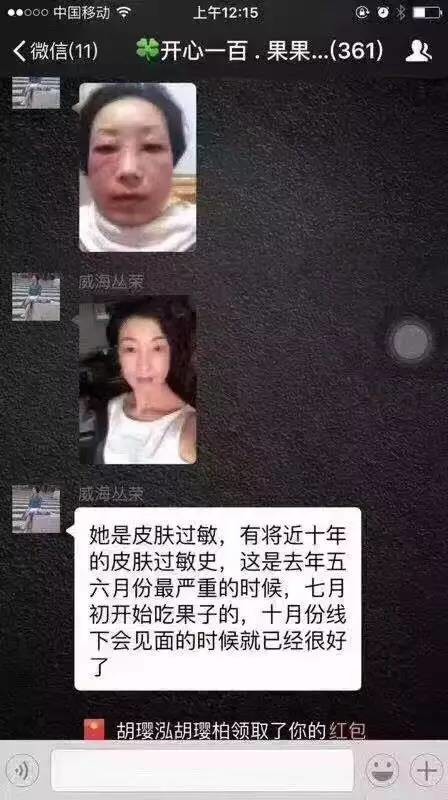 中国移动
上午12:15
微信(11)
🍀开心一百 . 果果...(361)
威海丛荣
威海丛荣
她是皮肤过敏，有将近十年
的皮肤过敏史，这是去年五
六月份最严重的时候，七月
初开始吃果子的，十月份线
下会见面的时候就已经很好
了
胡璎泓胡璎柏领取了你的红包